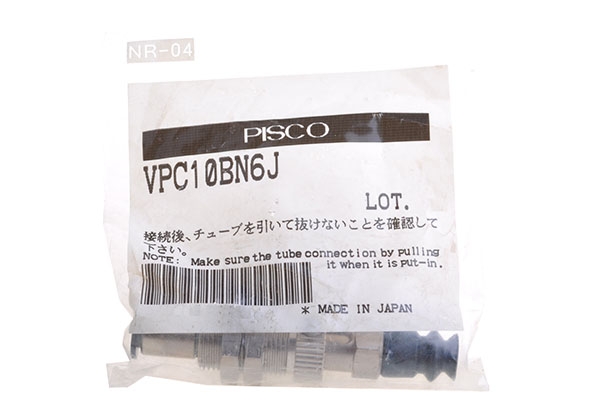 NR-04
PISCO
VPC10BN6J
LOT.
接続後、チューブを引いて抜けないことを確認して
下さい。
NOTE: Make sure the tube connection by pulling
it when it is put-in.
* MADE IN JAPAN